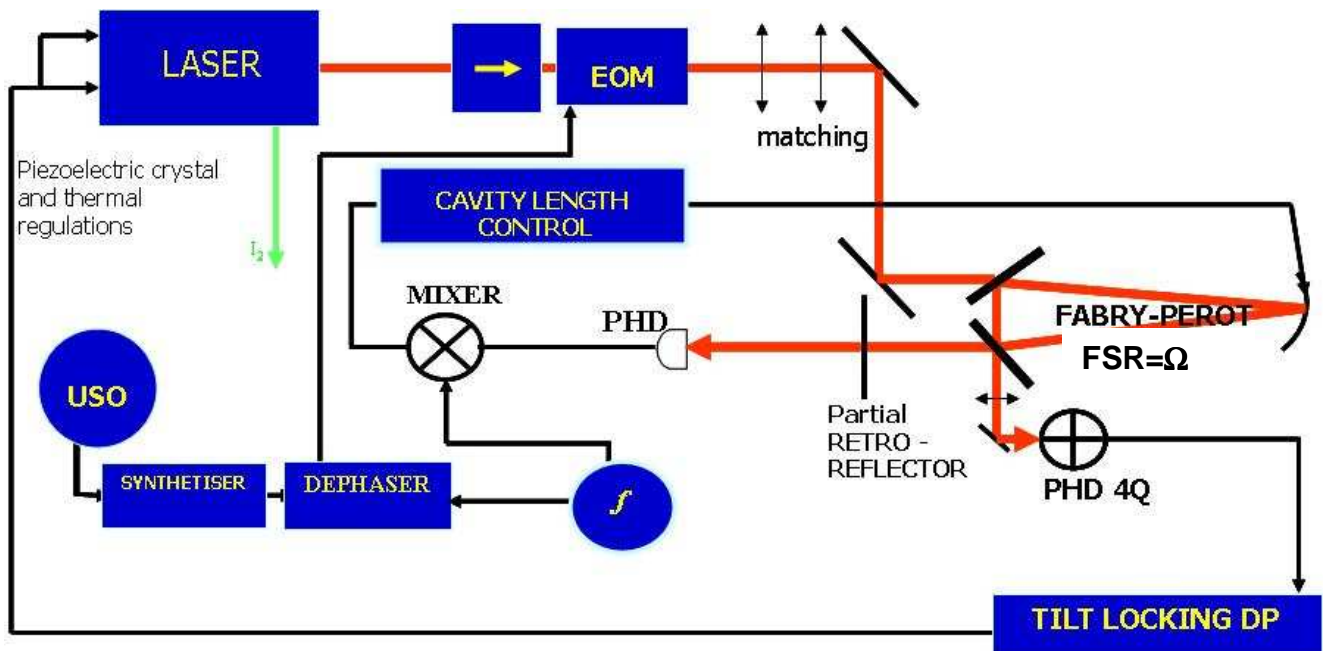 LASER
EOM
matching
Piezoelectric crystal
and thermal
regulations
I2
CAVITY LENGTH
CONTROL
MIXER
PHD
FABRY-PEROT
FSR=Ω
USO
Partial
RETRO -
REFLECTOR
SYNTHETISER
DEPHASER
f
PHD 4Q
TILT LOCKING DP